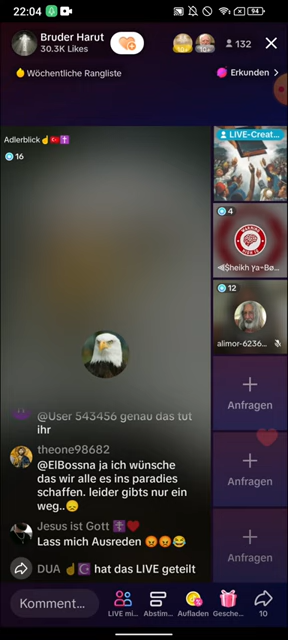 22:04
94
Bruder Harut
30.3K Likes
10+
10+
132
Wöchentliche Rangliste
Erkunden >
Adlerblick☝️🇹🇷✝️
16
LIVE-Creat...
4
alimor-6236...
12
Anfragen
Anfragen
Anfragen
@User 543456 genau das tut
ihr
theone98682
@ElBossna ja ich wünsche
das wir alle es ins paradies
schaffen. leider gibts nur ein
weg..😞
Jesus ist Gott ✝️❤️
Lass mich Ausreden 😡😡😂
DUA ☝️☪️ hat das LIVE geteilt
Komment...
LIVE mi...
Abstim...
Aufladen
Gesche...
10